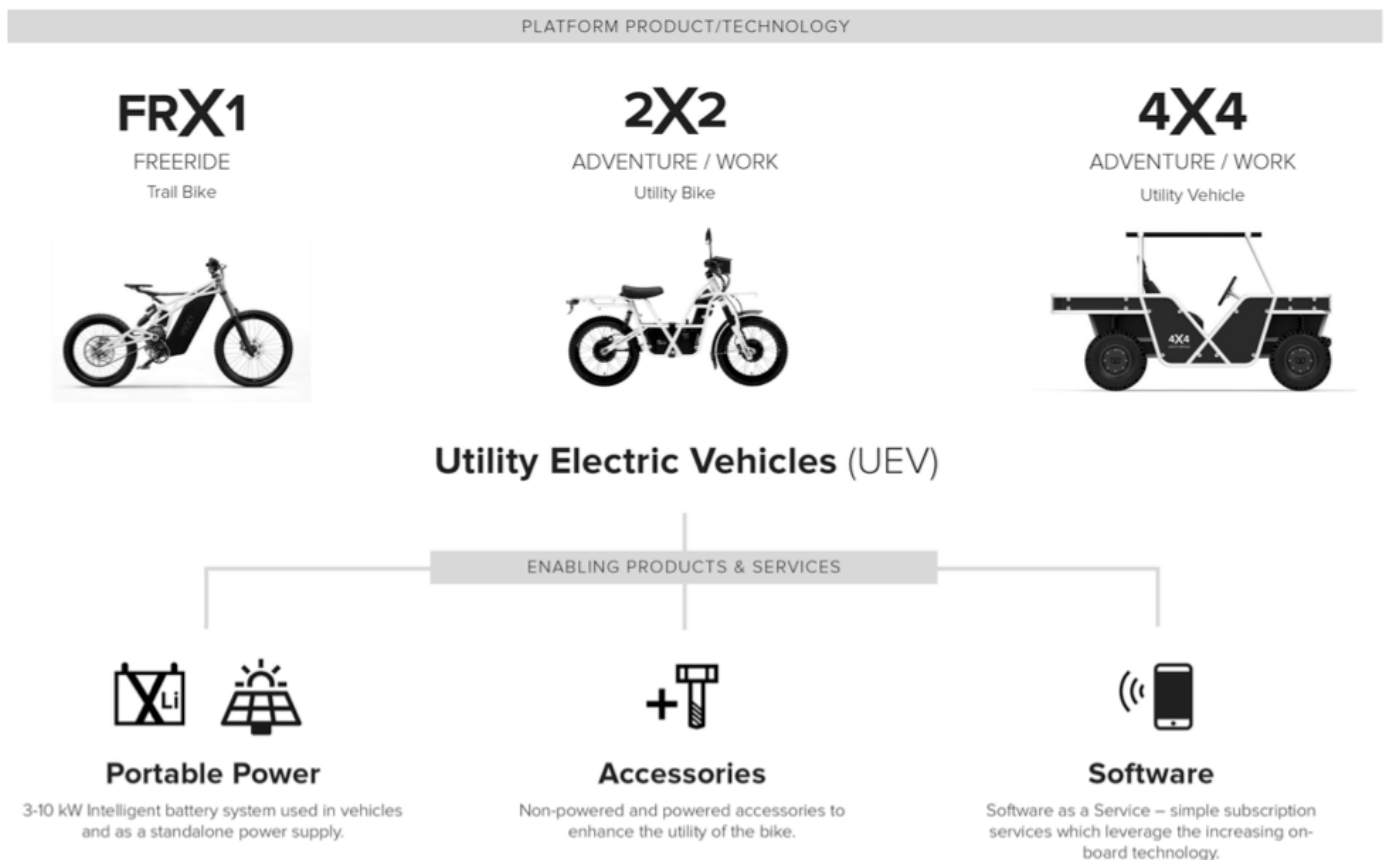 PLATFORM PRODUCT/TECHNOLOGY
FRX1
FREERIDE
Trail Bike
2X2
ADVENTURE / WORK
Utility Bike
4X4
ADVENTURE / WORK
Utility Vehicle
4X4
Utility Electric Vehicles (UEV)
ENABLING PRODUCTS & SERVICES
XLi
Portable Power
3-10 kW Intelligent battery system used in vehicles
and as a standalone power supply.
Accessories
Non-powered and powered accessories to
enhance the utility of the bike.
Software
Software as a Service – simple subscription
services which leverage the increasing on-
board technology.